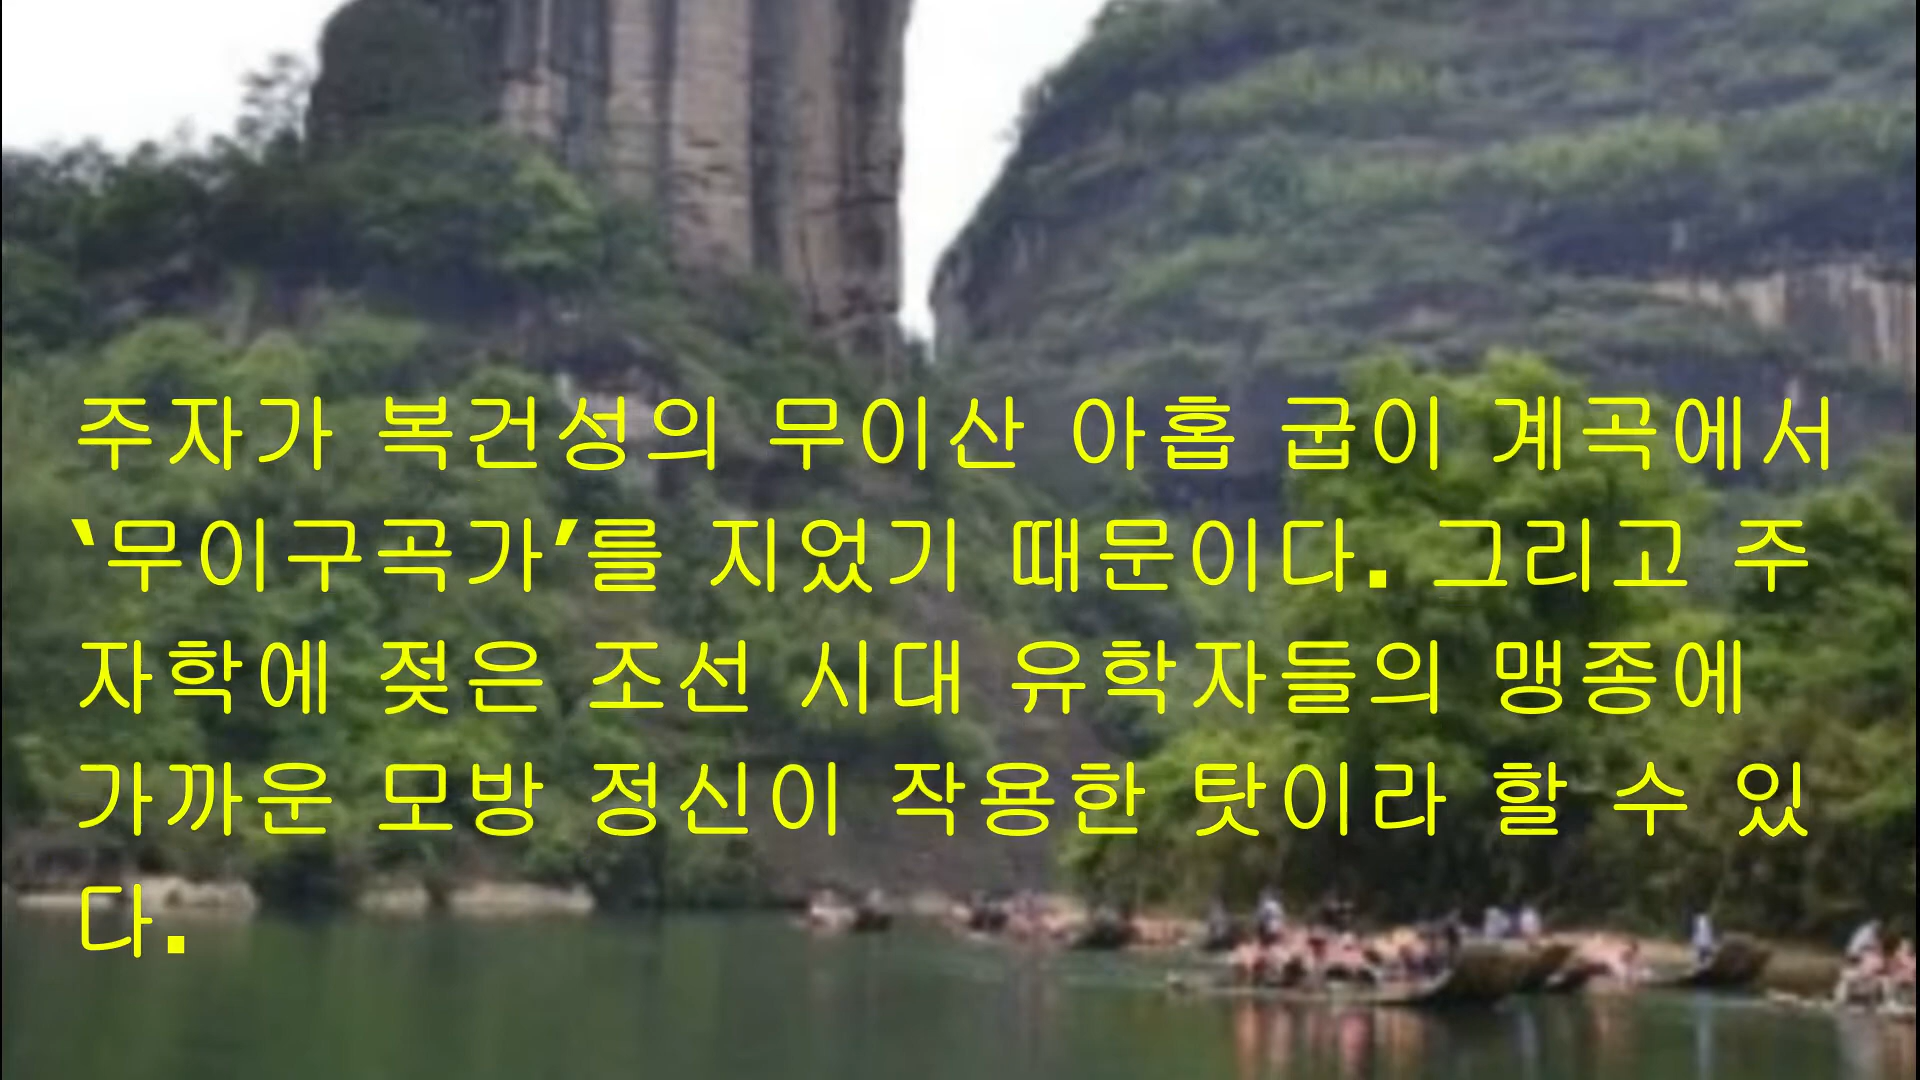 주자가 복건성의 무이산 아홉 굽이 계곡에서
‘무이구곡가’를 지었기 때문이다. 그리고 주
자학에 젖은 조선 시대 유학자들의 맹종에
가까운 모방 정신이 작용한 탓이라 할 수 있
다.